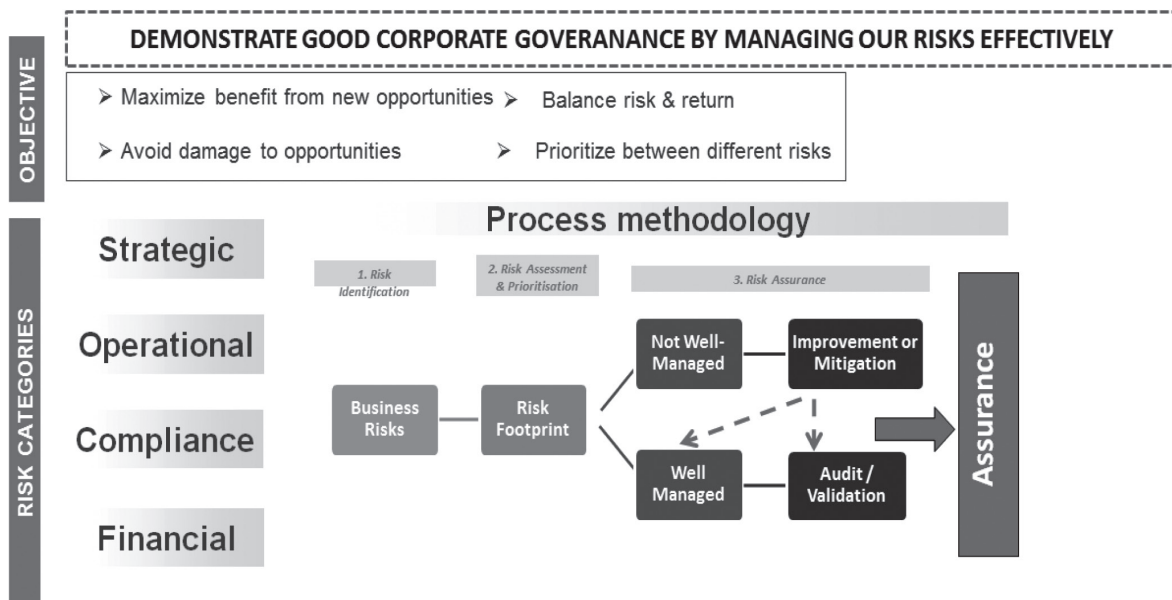 DEMONSTRATE GOOD CORPORATE GOVERANANCE BY MANAGING OUR RISKS EFFECTIVELY
OBJECTIVE
➢ Maximize benefit from new opportunities ➢ Balance risk & return
➢ Avoid damage to opportunities ➢ Prioritize between different risks
RISK CATEGORIES
Strategic
Operational
Compliance
Financial
Process methodology
1. Risk
Identification
2. Risk Assessment
& Prioritisation
3. Risk Assurance
Business
Risks
Risk
Footprint
Not Well-
Managed
Improvement or
Mitigation
Well
Managed
Audit /
Validation
Assurance